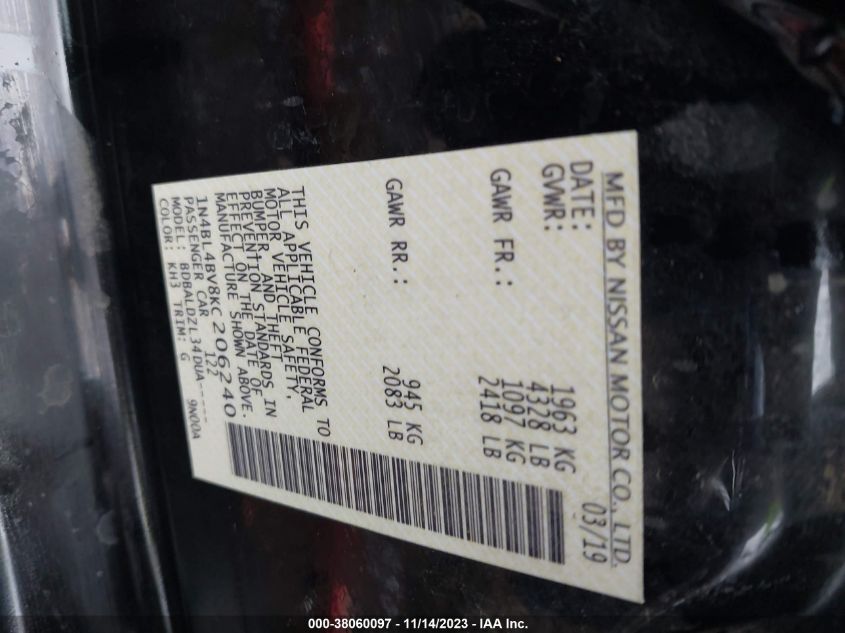 MFD BY NISSAN MOTOR CO., LTD.
DATE: 03/19
GVWR: 1963 KG
4328 LB
GAWR FR.: 1097 KG
2418 LB
GAWR RR.: 945 KG
2083 LB
THIS VEHICLE CONFORMS TO
ALL APPLICABLE FEDERAL
MOTOR VEHICLE SAFETY,
BUMPER, AND THEFT
PREVENTION STANDARDS IN
EFFECT ON THE DATE OF
MANUFACTURE SHOWN ABOVE.
1N4BL4BV8KC206240
PASSENGER CAR 122
MODEL: BDBALDZL34DUA-----
COLOR: KH3 TRIM: G 9N00A
000-38060097 - 11/14/2023 - IAA Inc.